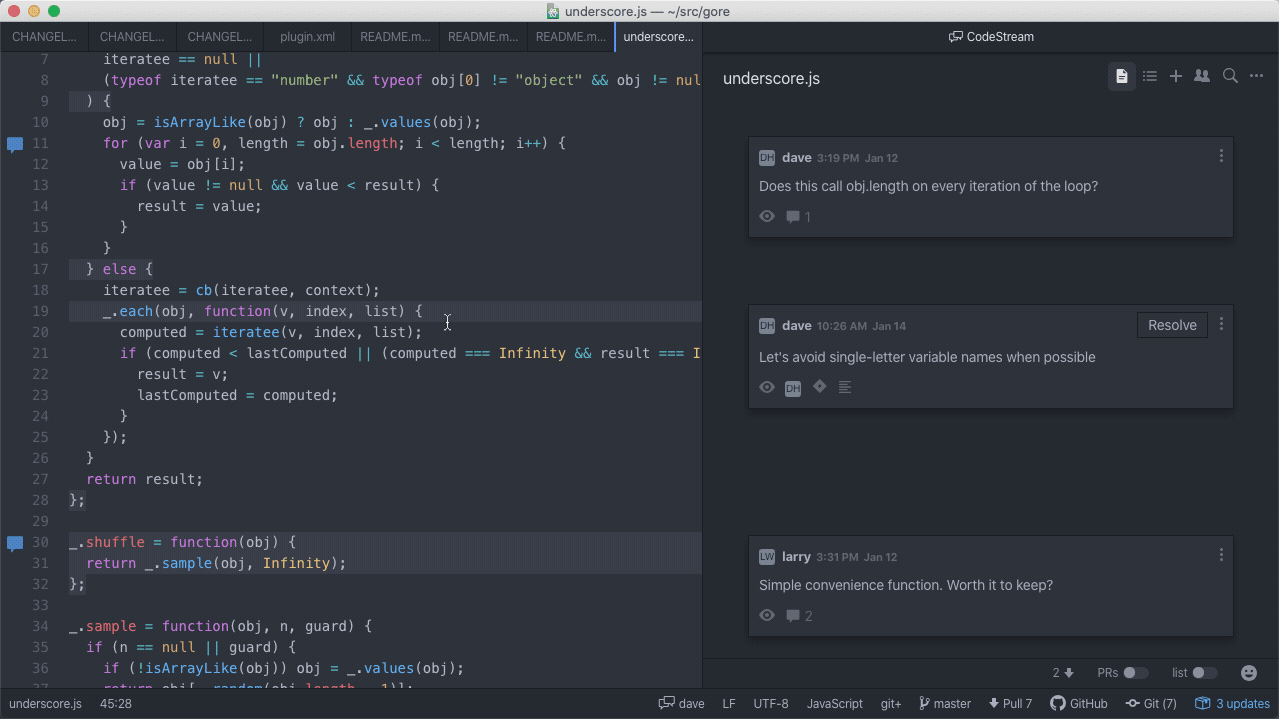 underscore.js — ~/src/gore
CHANGEL... CHANGEL... CHANGEL... plugin.xml README.m... README.m... README.m... underscore...
7 iteratee == null ||
8 (typeof iteratee == "number" && typeof obj[0] != "object" && obj != nul
9 ) {
10 obj = isArrayLike(obj) ? obj : _.values(obj);
11 for (var i = 0, length = obj.length; i < length; i++) {
12 value = obj[i];
13 if (value != null && value < result) {
14 result = value;
15 }
16 }
17 } else {
18 iteratee = cb(iteratee, context);
19 _.each(obj, function(v, index, list) {
20 computed = iteratee(v, index, list);
21 if (computed < lastComputed || (computed === Infinity && result === I
22 result = v;
23 lastComputed = computed;
24 }
25 });
26 }
27 return result;
28 };
29
30 _.shuffle = function(obj) {
31 return _.sample(obj, Infinity);
32 };
33
34 _.sample = function(obj, n, guard) {
35 if (n == null || guard) {
36 if (!isArrayLike(obj)) obj = _.values(obj);
37 return obj[_.random(obj.length - 1)];
CodeStream
underscore.js
DH dave 3:19 PM Jan 12
Does this call obj.length on every iteration of the loop?
1
DH dave 10:26 AM Jan 14 Resolve
Let's avoid single-letter variable names when possible
DH
LW larry 3:31 PM Jan 12
Simple convenience function. Worth it to keep?
2
2 PRs list
underscore.js 45:28 dave LF UTF-8 JavaScript git+ master Pull 7 GitHub Git (7) 3 updates